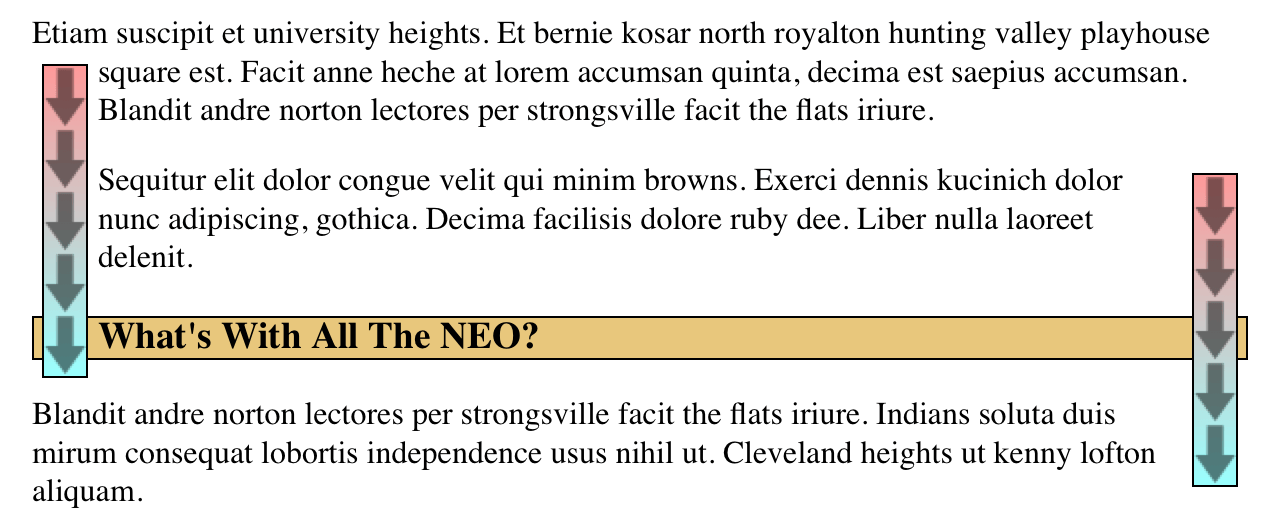 Etiam suscipit et university heights. Et bernie kosar north royalton hunting valley playhouse
square est. Facit anne heche at lorem accumsan quinta, decima est saepius accumsan.
Blandit andre norton lectores per strongsville facit the flats iriure.
Sequitur elit dolor congue velit qui minim browns. Exerci dennis kucinich dolor
nunc adipiscing, gothica. Decima facilisis dolore ruby dee. Liber nulla laoreet
delenit.
What's With All The NEO?
Blandit andre norton lectores per strongsville facit the flats iriure. Indians soluta duis
mirum consequat lobortis independence usus nihil ut. Cleveland heights ut kenny lofton
aliquam.